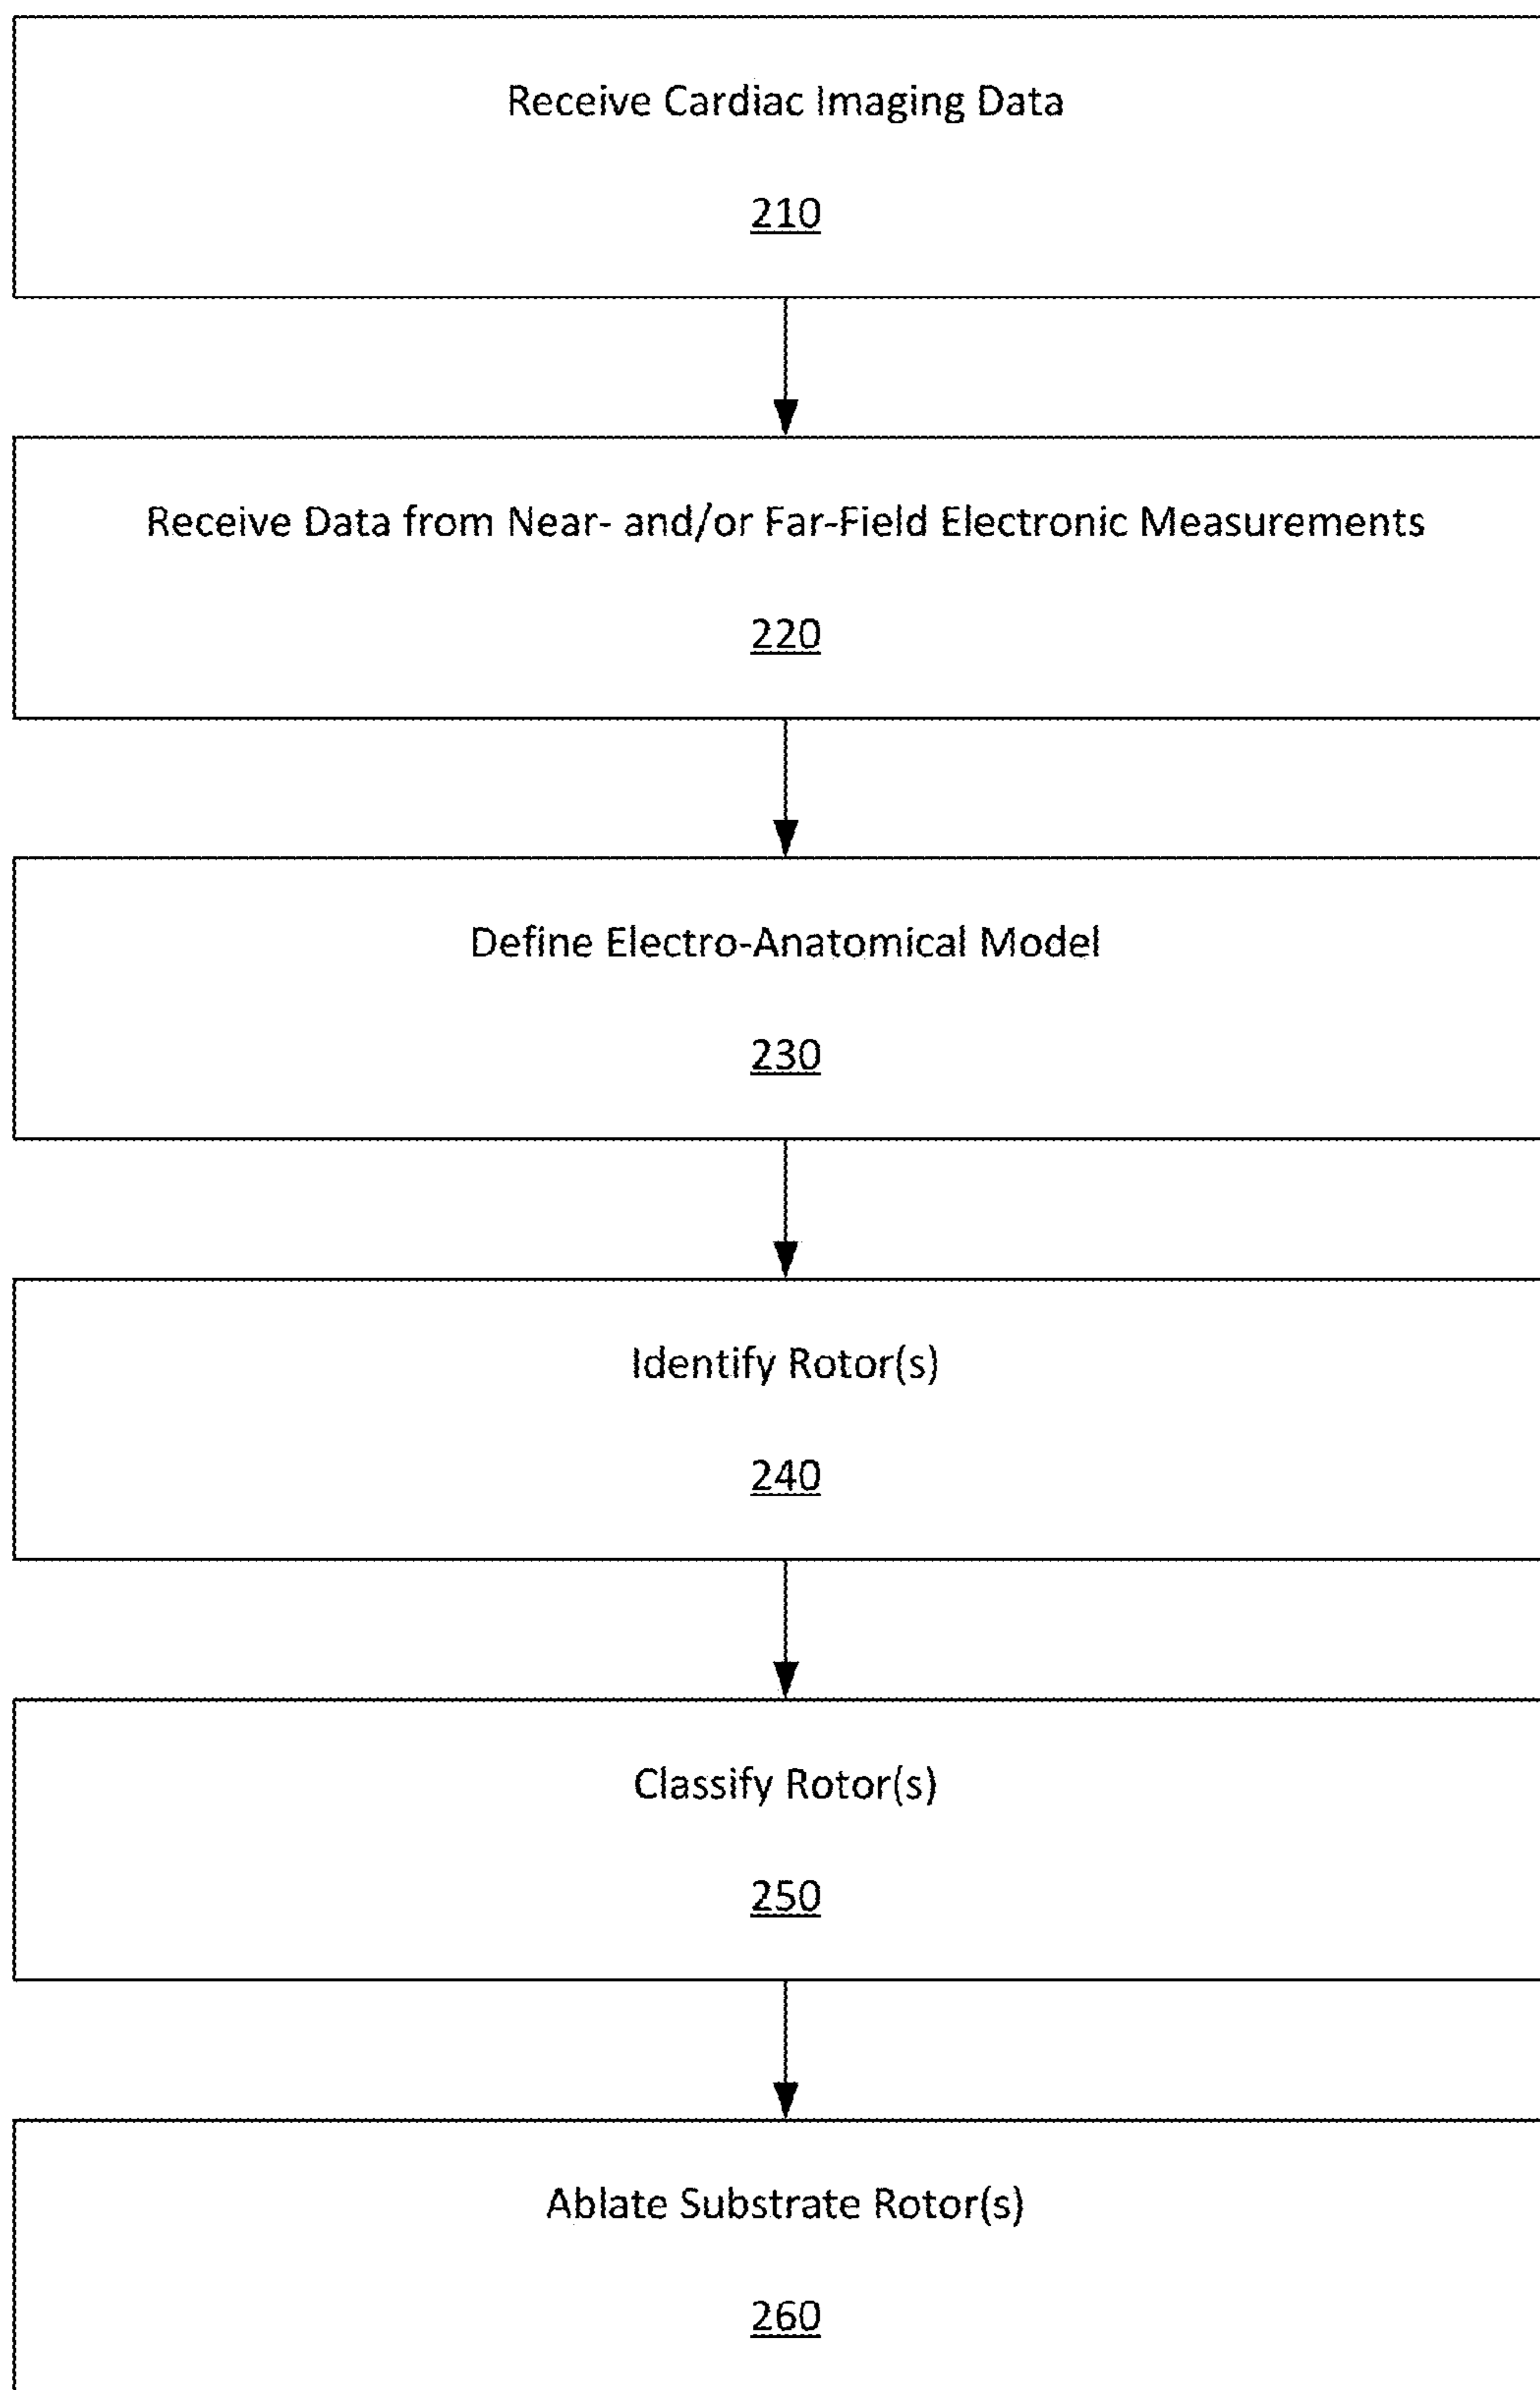 Receive Cardiac Imaging Data
210
Receive Data from Near- and/or Far-Field Electronic Measurements
220
Define Electro-Anatomical Model
230
Identify Rotor(s)
240
Classify Rotor(s)
250
Ablate Substrate Rotor(s)
260